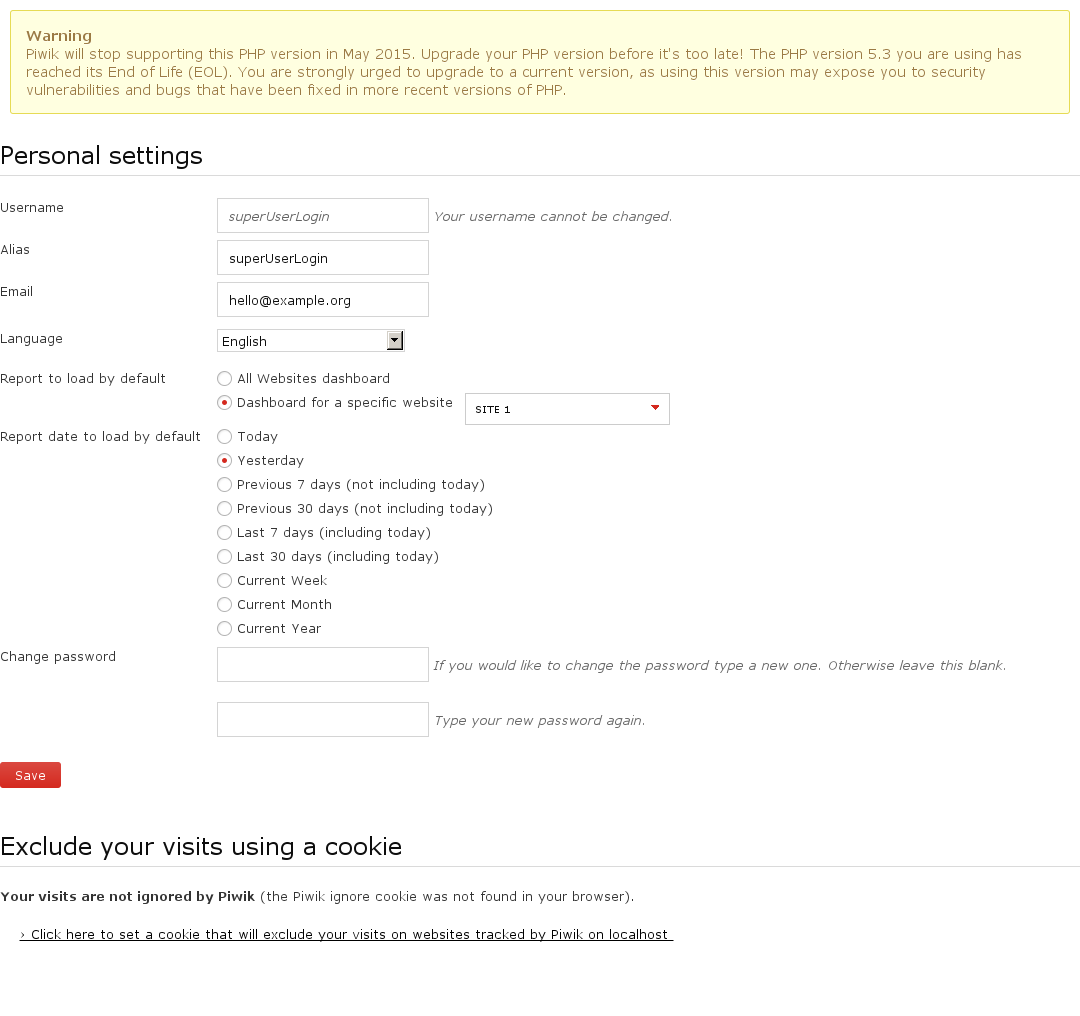 Warning
Piwik will stop supporting this PHP version in May 2015. Upgrade your PHP version before it's too late! The PHP version 5.3 you are using has
reached its End of Life (EOL). You are strongly urged to upgrade to a current version, as using this version may expose you to security
vulnerabilities and bugs that have been fixed in more recent versions of PHP.
Personal settings
Username superUserLogin Your username cannot be changed.
Alias superUserLogin
Email hello@example.org
Language English
Report to load by default All Websites dashboard
Dashboard for a specific website SITE 1
Report date to load by default Today
Yesterday
Previous 7 days (not including today)
Previous 30 days (not including today)
Last 7 days (including today)
Last 30 days (including today)
Current Week
Current Month
Current Year
Change password If you would like to change the password type a new one. Otherwise leave this blank.
Type your new password again.
Save
Exclude your visits using a cookie
Your visits are not ignored by Piwik (the Piwik ignore cookie was not found in your browser).
› Click here to set a cookie that will exclude your visits on websites tracked by Piwik on localhost